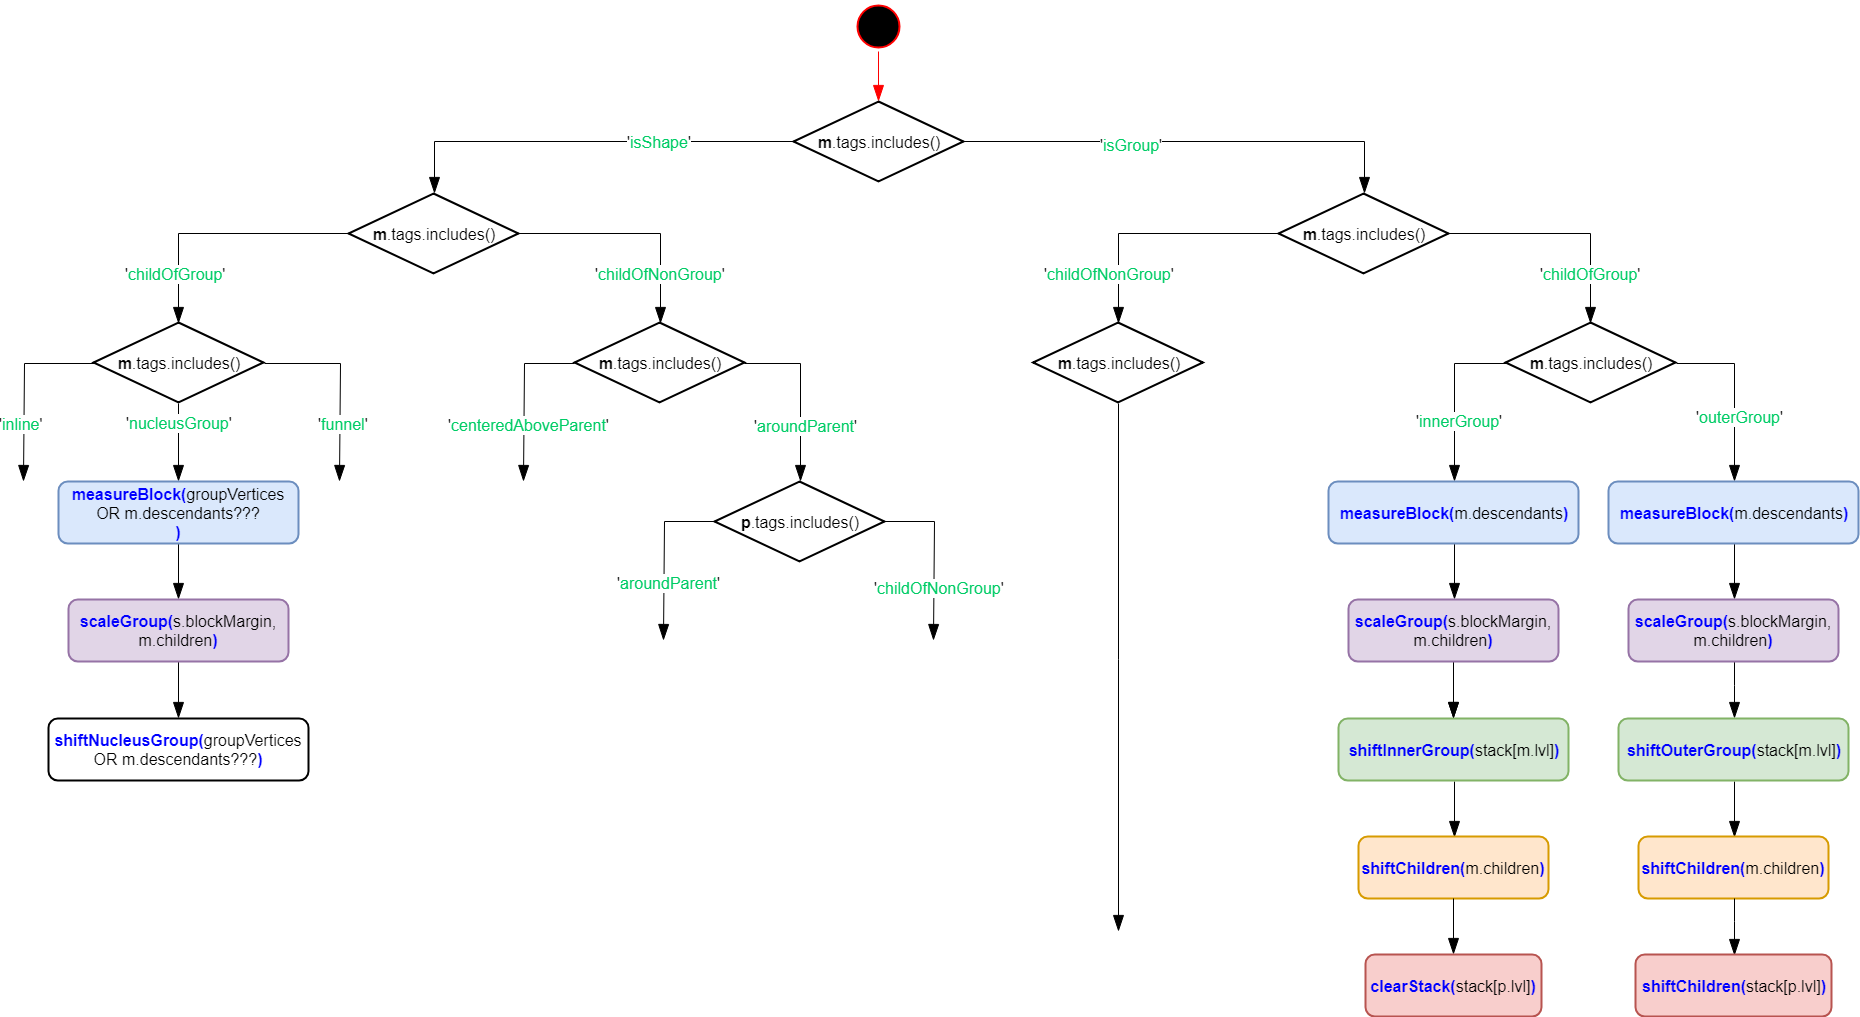 m.tags.includes()
'isShape'
'isGroup'
m.tags.includes()
m.tags.includes()
'childOfGroup'
'childOfNonGroup'
'childOfNonGroup'
'childOfGroup'
m.tags.includes()
m.tags.includes()
m.tags.includes()
m.tags.includes()
'inline'
'nucleusGroup'
'funnel'
'centeredAboveParent'
'aroundParent'
'innerGroup'
'outerGroup'
measureBlock(groupVertices
OR m.descendants???
)
p.tags.includes()
measureBlock(m.descendants)
measureBlock(m.descendants)
'aroundParent'
'childOfNonGroup'
scaleGroup(s.blockMargin,
m.children)
scaleGroup(s.blockMargin,
m.children)
scaleGroup(s.blockMargin,
m.children)
shiftNucleusGroup(groupVertices
OR m.descendants???)
shiftInnerGroup(stack[m.lvl])
shiftOuterGroup(stack[m.lvl])
shiftChildren(m.children)
shiftChildren(m.children)
clearStack(stack[p.lvl])
shiftChildren(stack[p.lvl])